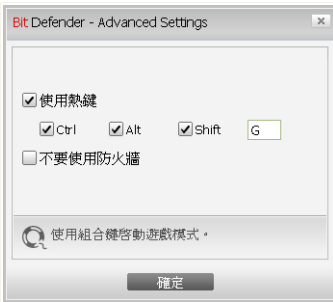 Bit Defender - Advanced Settings
使用熱鍵
Ctrl Alt Shift G
不要使用防火牆
使用組合鍵啓動遊戲模式。
確定